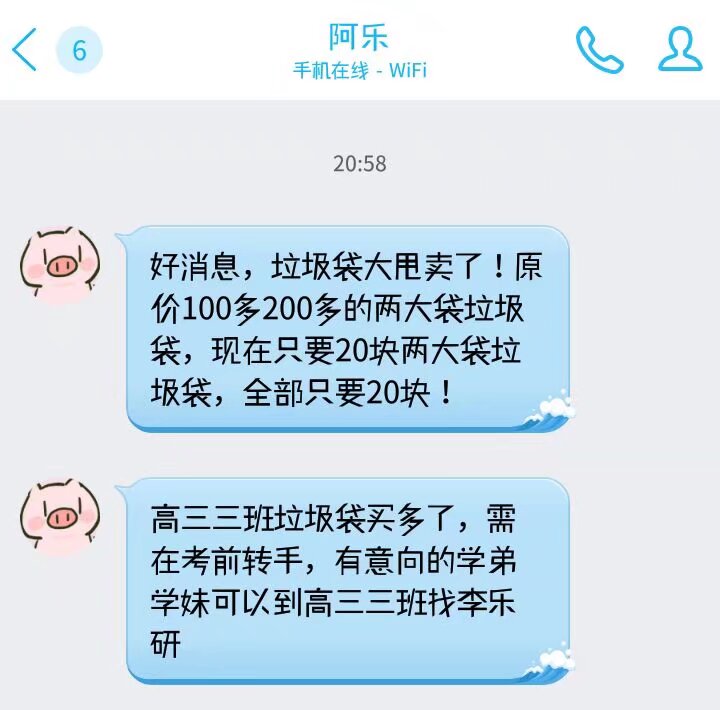 6
阿乐
手机在线 - WiFi
20:58
好消息，垃圾袋大甩卖了！原
价100多200多的两大袋垃圾
袋，现在只要20块两大袋垃
圾袋，全部只要20块！
高三三班垃圾袋买多了，需
在考前转手，有意向的学弟
学妹可以到高三三班找李乐
研